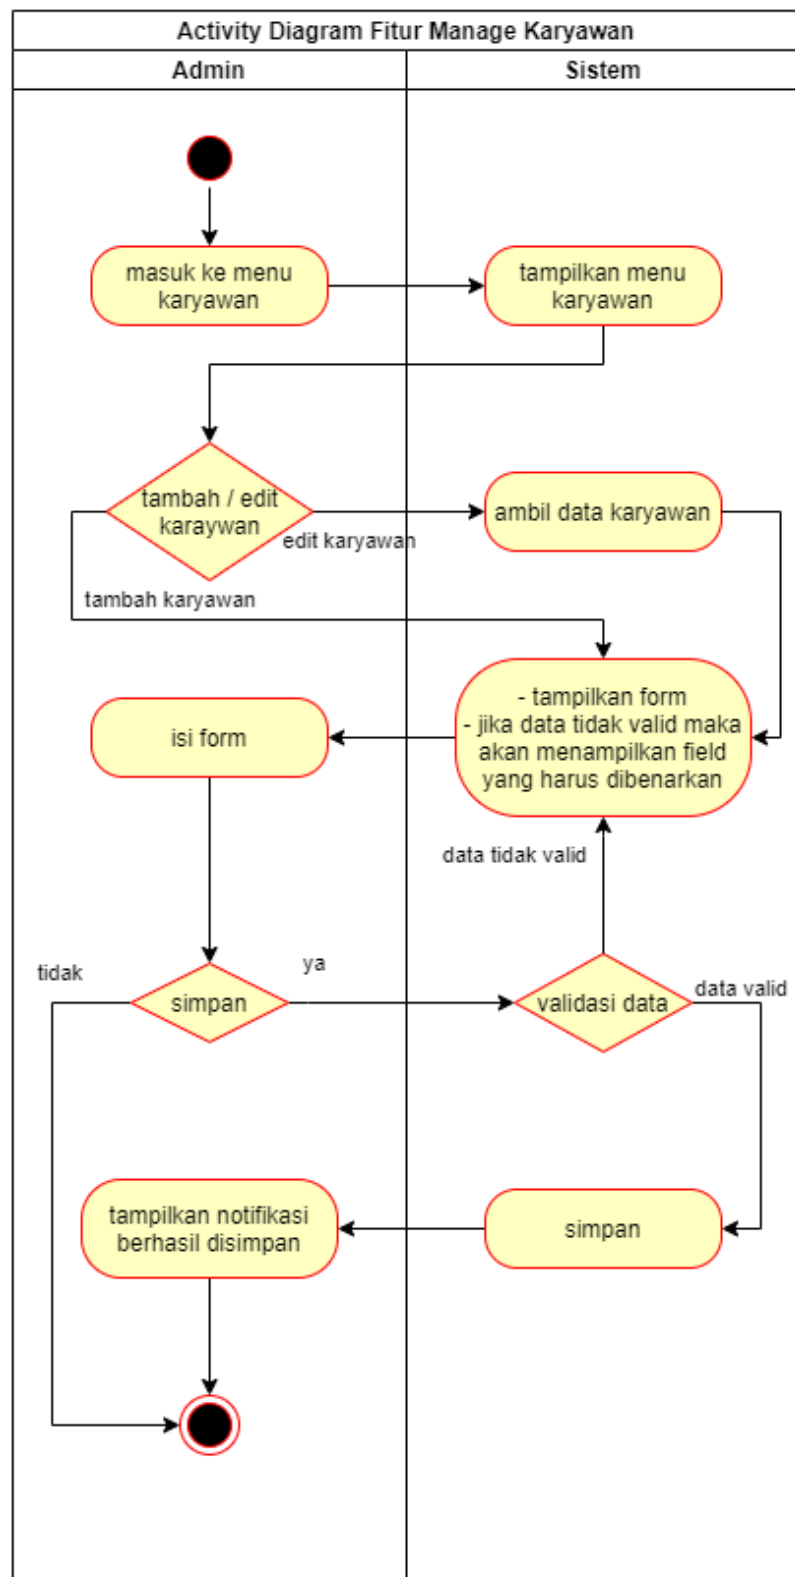 Activity Diagram Fitur Manage Karyawan
Admin
Sistem
masuk ke menu
karyawan
tampilkan menu
karyawan
tambah / edit
karaywan
edit karyawan
ambil data karyawan
tambah karyawan
- tampilkan form
- jika data tidak valid maka
akan menampilkan field
yang harus dibenarkan
isi form
data tidak valid
tidak
ya
simpan
validasi data
data valid
tampilkan notifikasi
berhasil disimpan
simpan